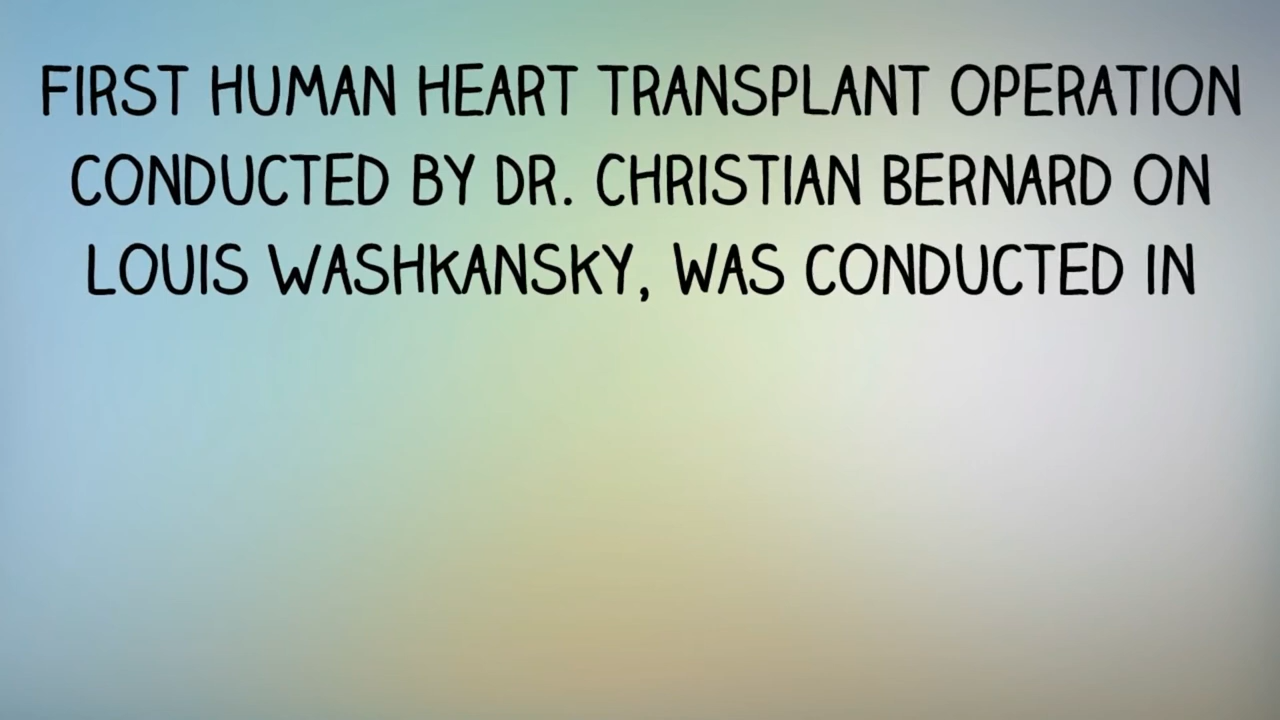 FIRST HUMAN HEART TRANSPLANT OPERATION
CONDUCTED BY DR. CHRISTIAN BERNARD ON
LOUIS WASHKANSKY, WAS CONDUCTED IN